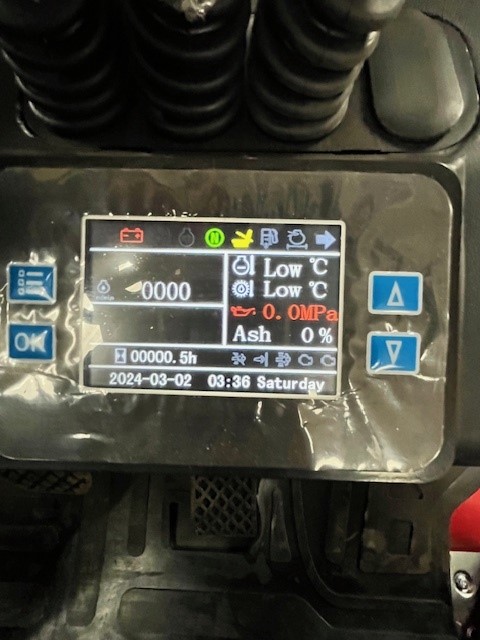 N
Low ℃
0000
Low ℃
0.0MPa
Ash 0 %
00000.5h
2024-03-02 03:36 Saturday
OK